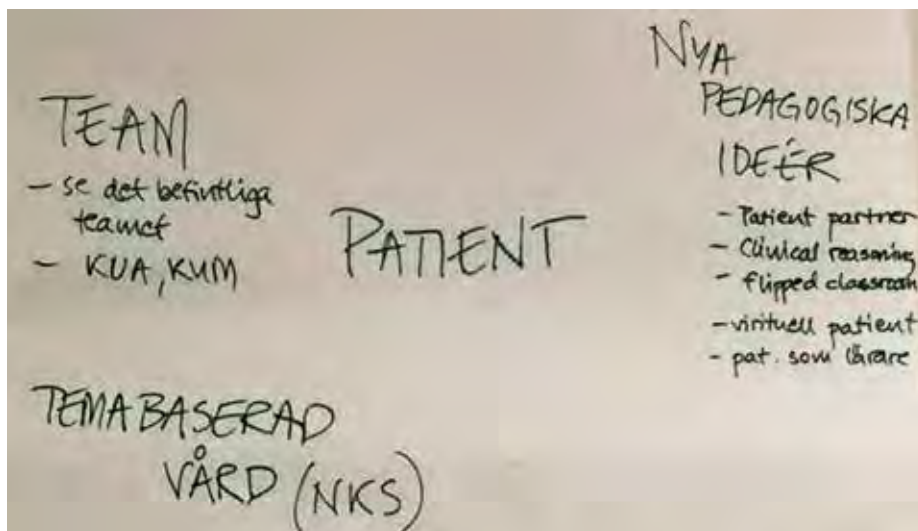 TEAM
- se det befintliga
teamet
- KUA, KUM
PATIENT
NYA
PEDAGOGISKA
IDEÉR
- Patient partner
- Clinical reasoning
- flipped classroom
- virituell patient
- pat. som lärare
TEMABASERAD
VÅRD (NKS)